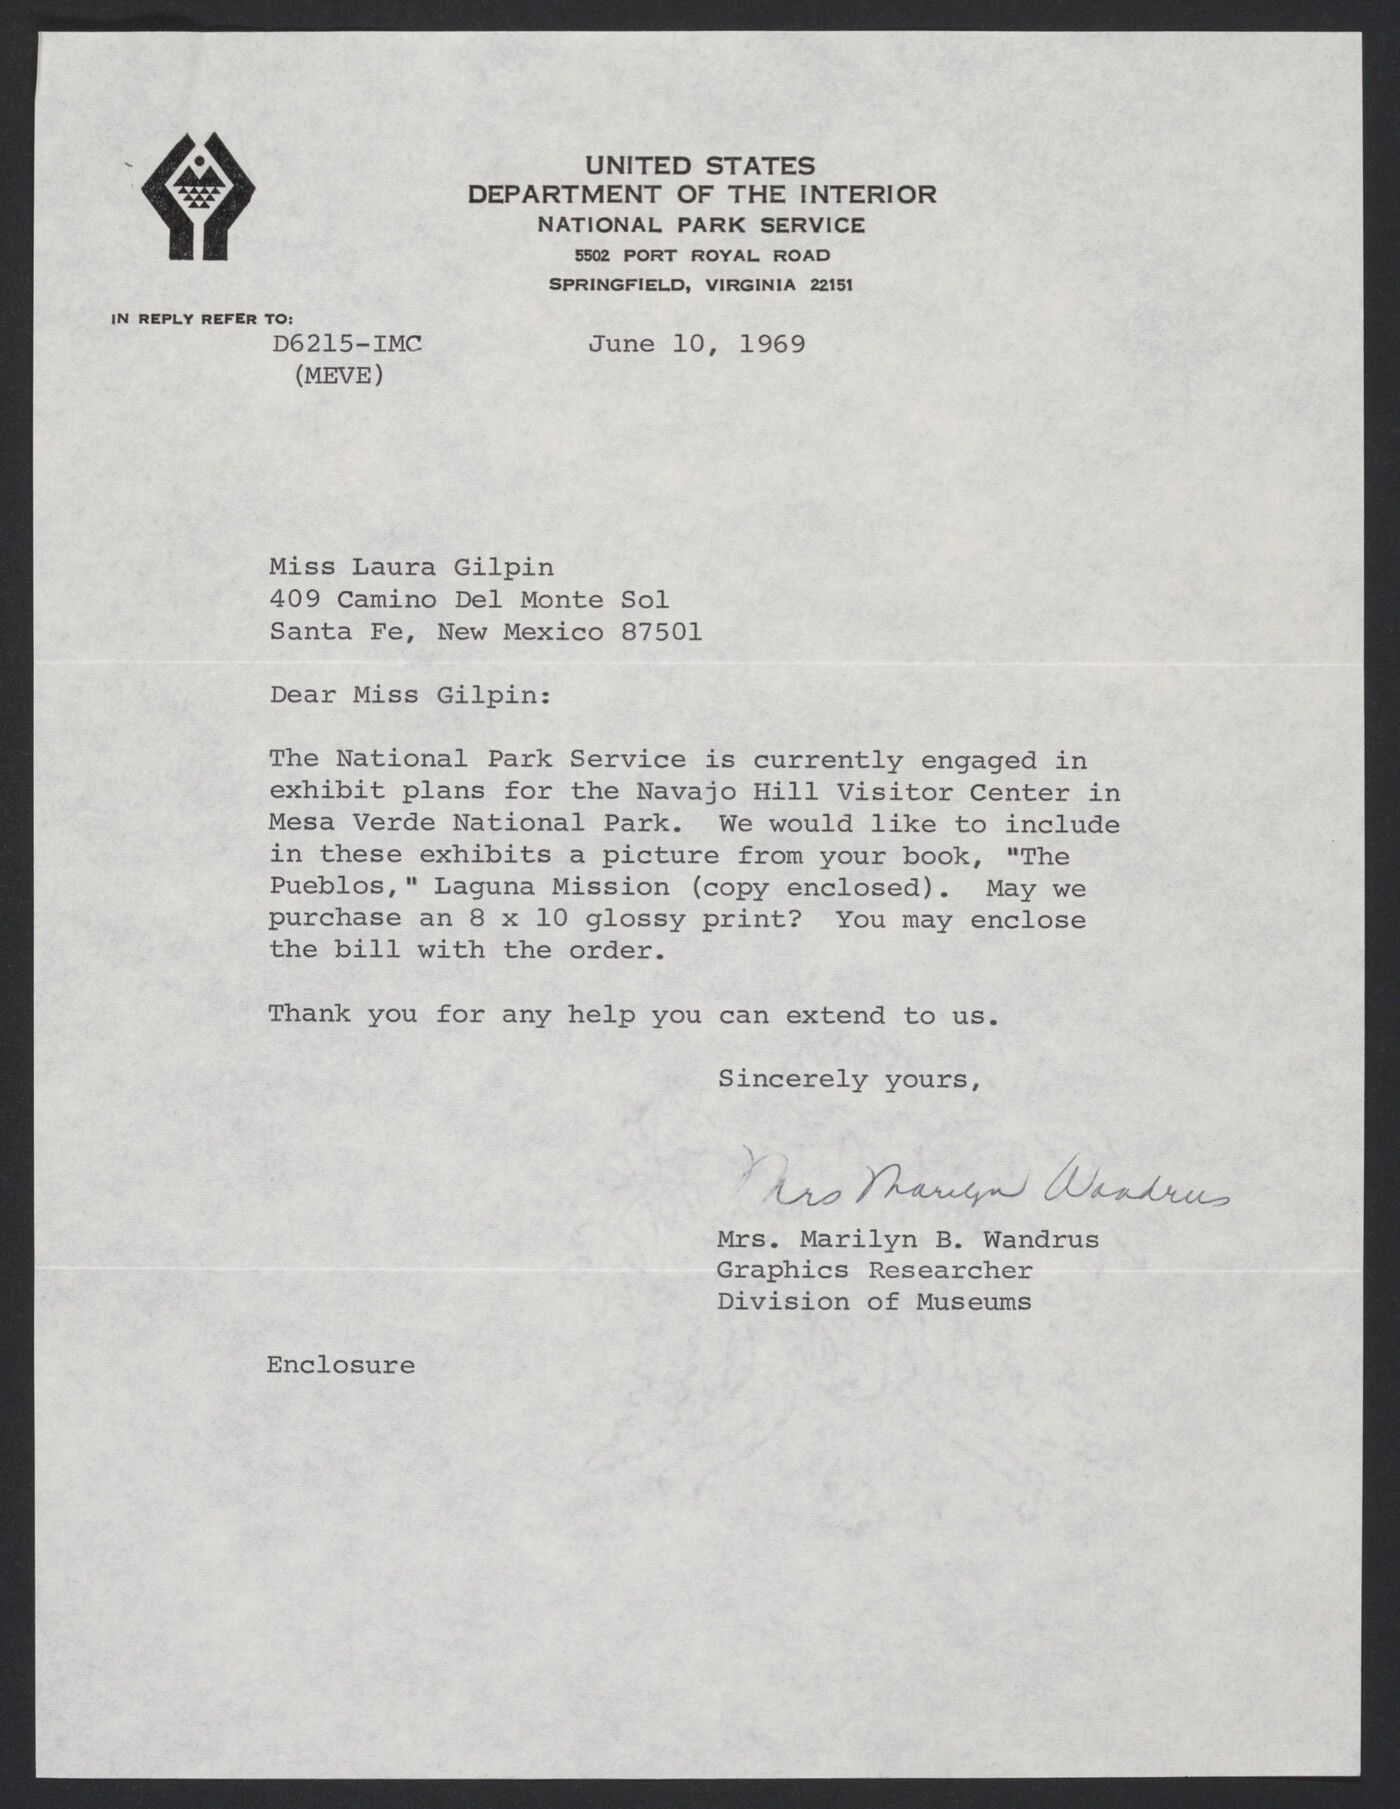 UNITED STATES
DEPARTMENT OF THE INTERIOR
NATIONAL PARK SERVICE
5502 PORT ROYAL ROAD
SPRINGFIELD, VIRGINIA 22151
IN REPLY REFER TO:
D6215-IMC
(MEVE)
June 10, 1969
Miss Laura Gilpin
409 Camino Del Monte Sol
Santa Fe, New Mexico 87501
Dear Miss Gilpin:
The National Park Service is currently engaged in
exhibit plans for the Navajo Hill Visitor Center in
Mesa Verde National Park.  We would like to include
in these exhibits a picture from your book, "The
Pueblos," Laguna Mission (copy enclosed).  May we
purchase an 8 x 10 glossy print?  You may enclose
the bill with the order.
Thank you for any help you can extend to us.
Sincerely yours,
Mrs Marilyn Wandrus
Mrs. Marilyn B. Wandrus
Graphics Researcher
Division of Museums
Enclosure